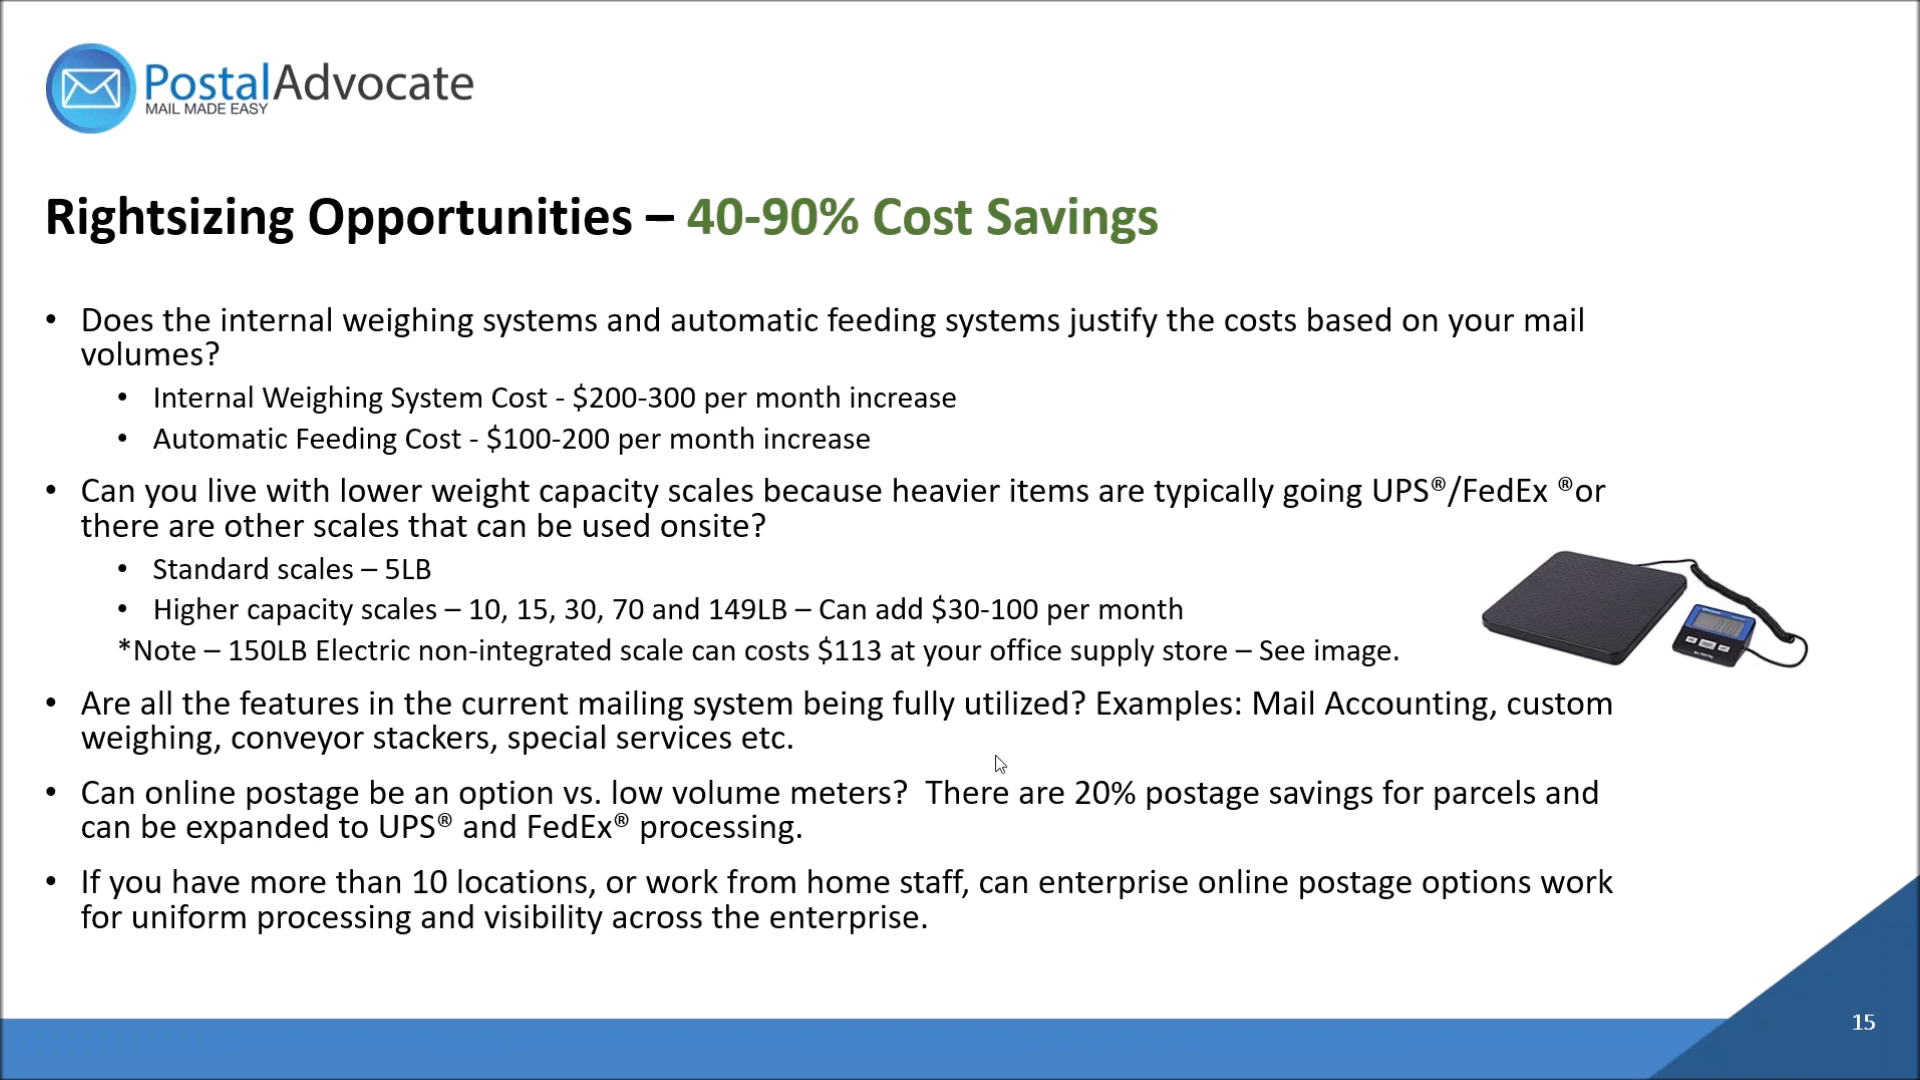 PostalAdvocate
MAIL MADE EASY
Rightsizing Opportunities – 40-90% Cost Savings
• Does the internal weighing systems and automatic feeding systems justify the costs based on your mail
volumes?
• Internal Weighing System Cost - $200-300 per month increase
• Automatic Feeding Cost - $100-200 per month increase
• Can you live with lower weight capacity scales because heavier items are typically going UPS®/FedEx ®or
there are other scales that can be used onsite?
• Standard scales – 5LB
• Higher capacity scales – 10, 15, 30, 70 and 149LB – Can add $30-100 per month
*Note – 150LB Electric non-integrated scale can costs $113 at your office supply store – See image.
• Are all the features in the current mailing system being fully utilized? Examples: Mail Accounting, custom
weighing, conveyor stackers, special services etc.
• Can online postage be an option vs. low volume meters?  There are 20% postage savings for parcels and
can be expanded to UPS® and FedEx® processing.
• If you have more than 10 locations, or work from home staff, can enterprise online postage options work
for uniform processing and visibility across the enterprise.
15